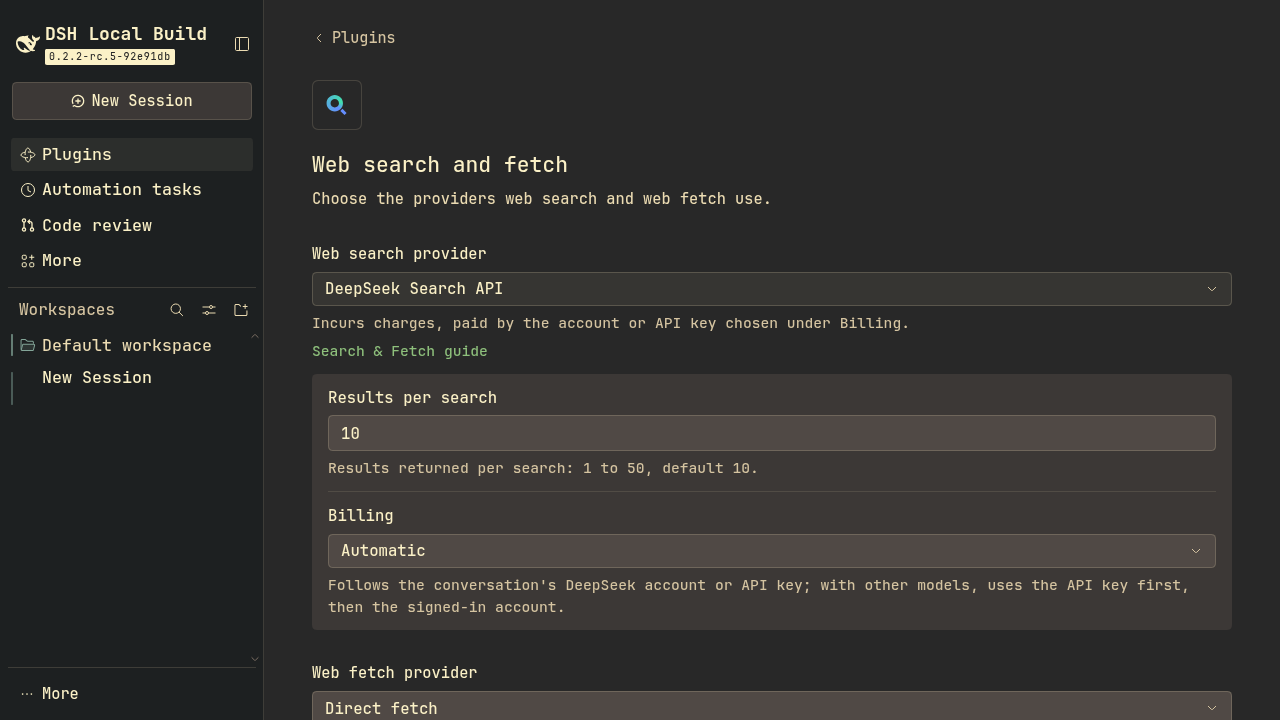 DSH Local Build
0.2.2-rc.5-92e91db
New Session
Plugins
Automation tasks
Code review
More
Workspaces
Default workspace
New Session
More
Plugins
Web search and fetch
Choose the providers web search and web fetch use.
Web search provider
DeepSeek Search API
Incurs charges, paid by the account or API key chosen under Billing.
Search & Fetch guide
Results per search
10
Results returned per search: 1 to 50, default 10.
Billing
Automatic
Follows the conversation's DeepSeek account or API key; with other models, uses the API key first,
then the signed-in account.
Web fetch provider
Direct fetch